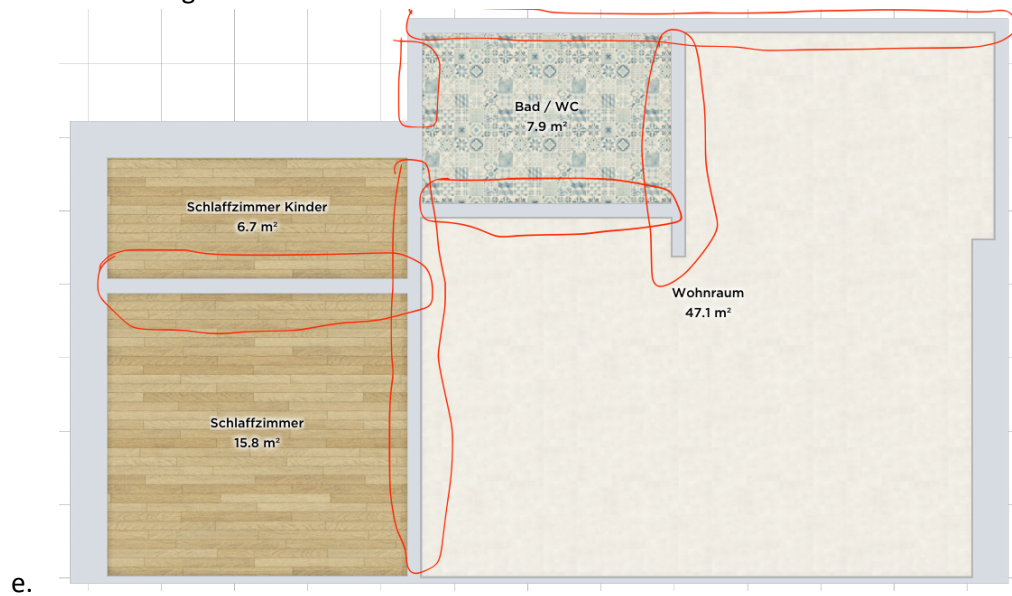 Bad / WC
7.9 m²
Schlaffzimmer Kinder
6.7 m²
Wohnraum
47.1 m²
Schlaffzimmer
15.8 m²
e.